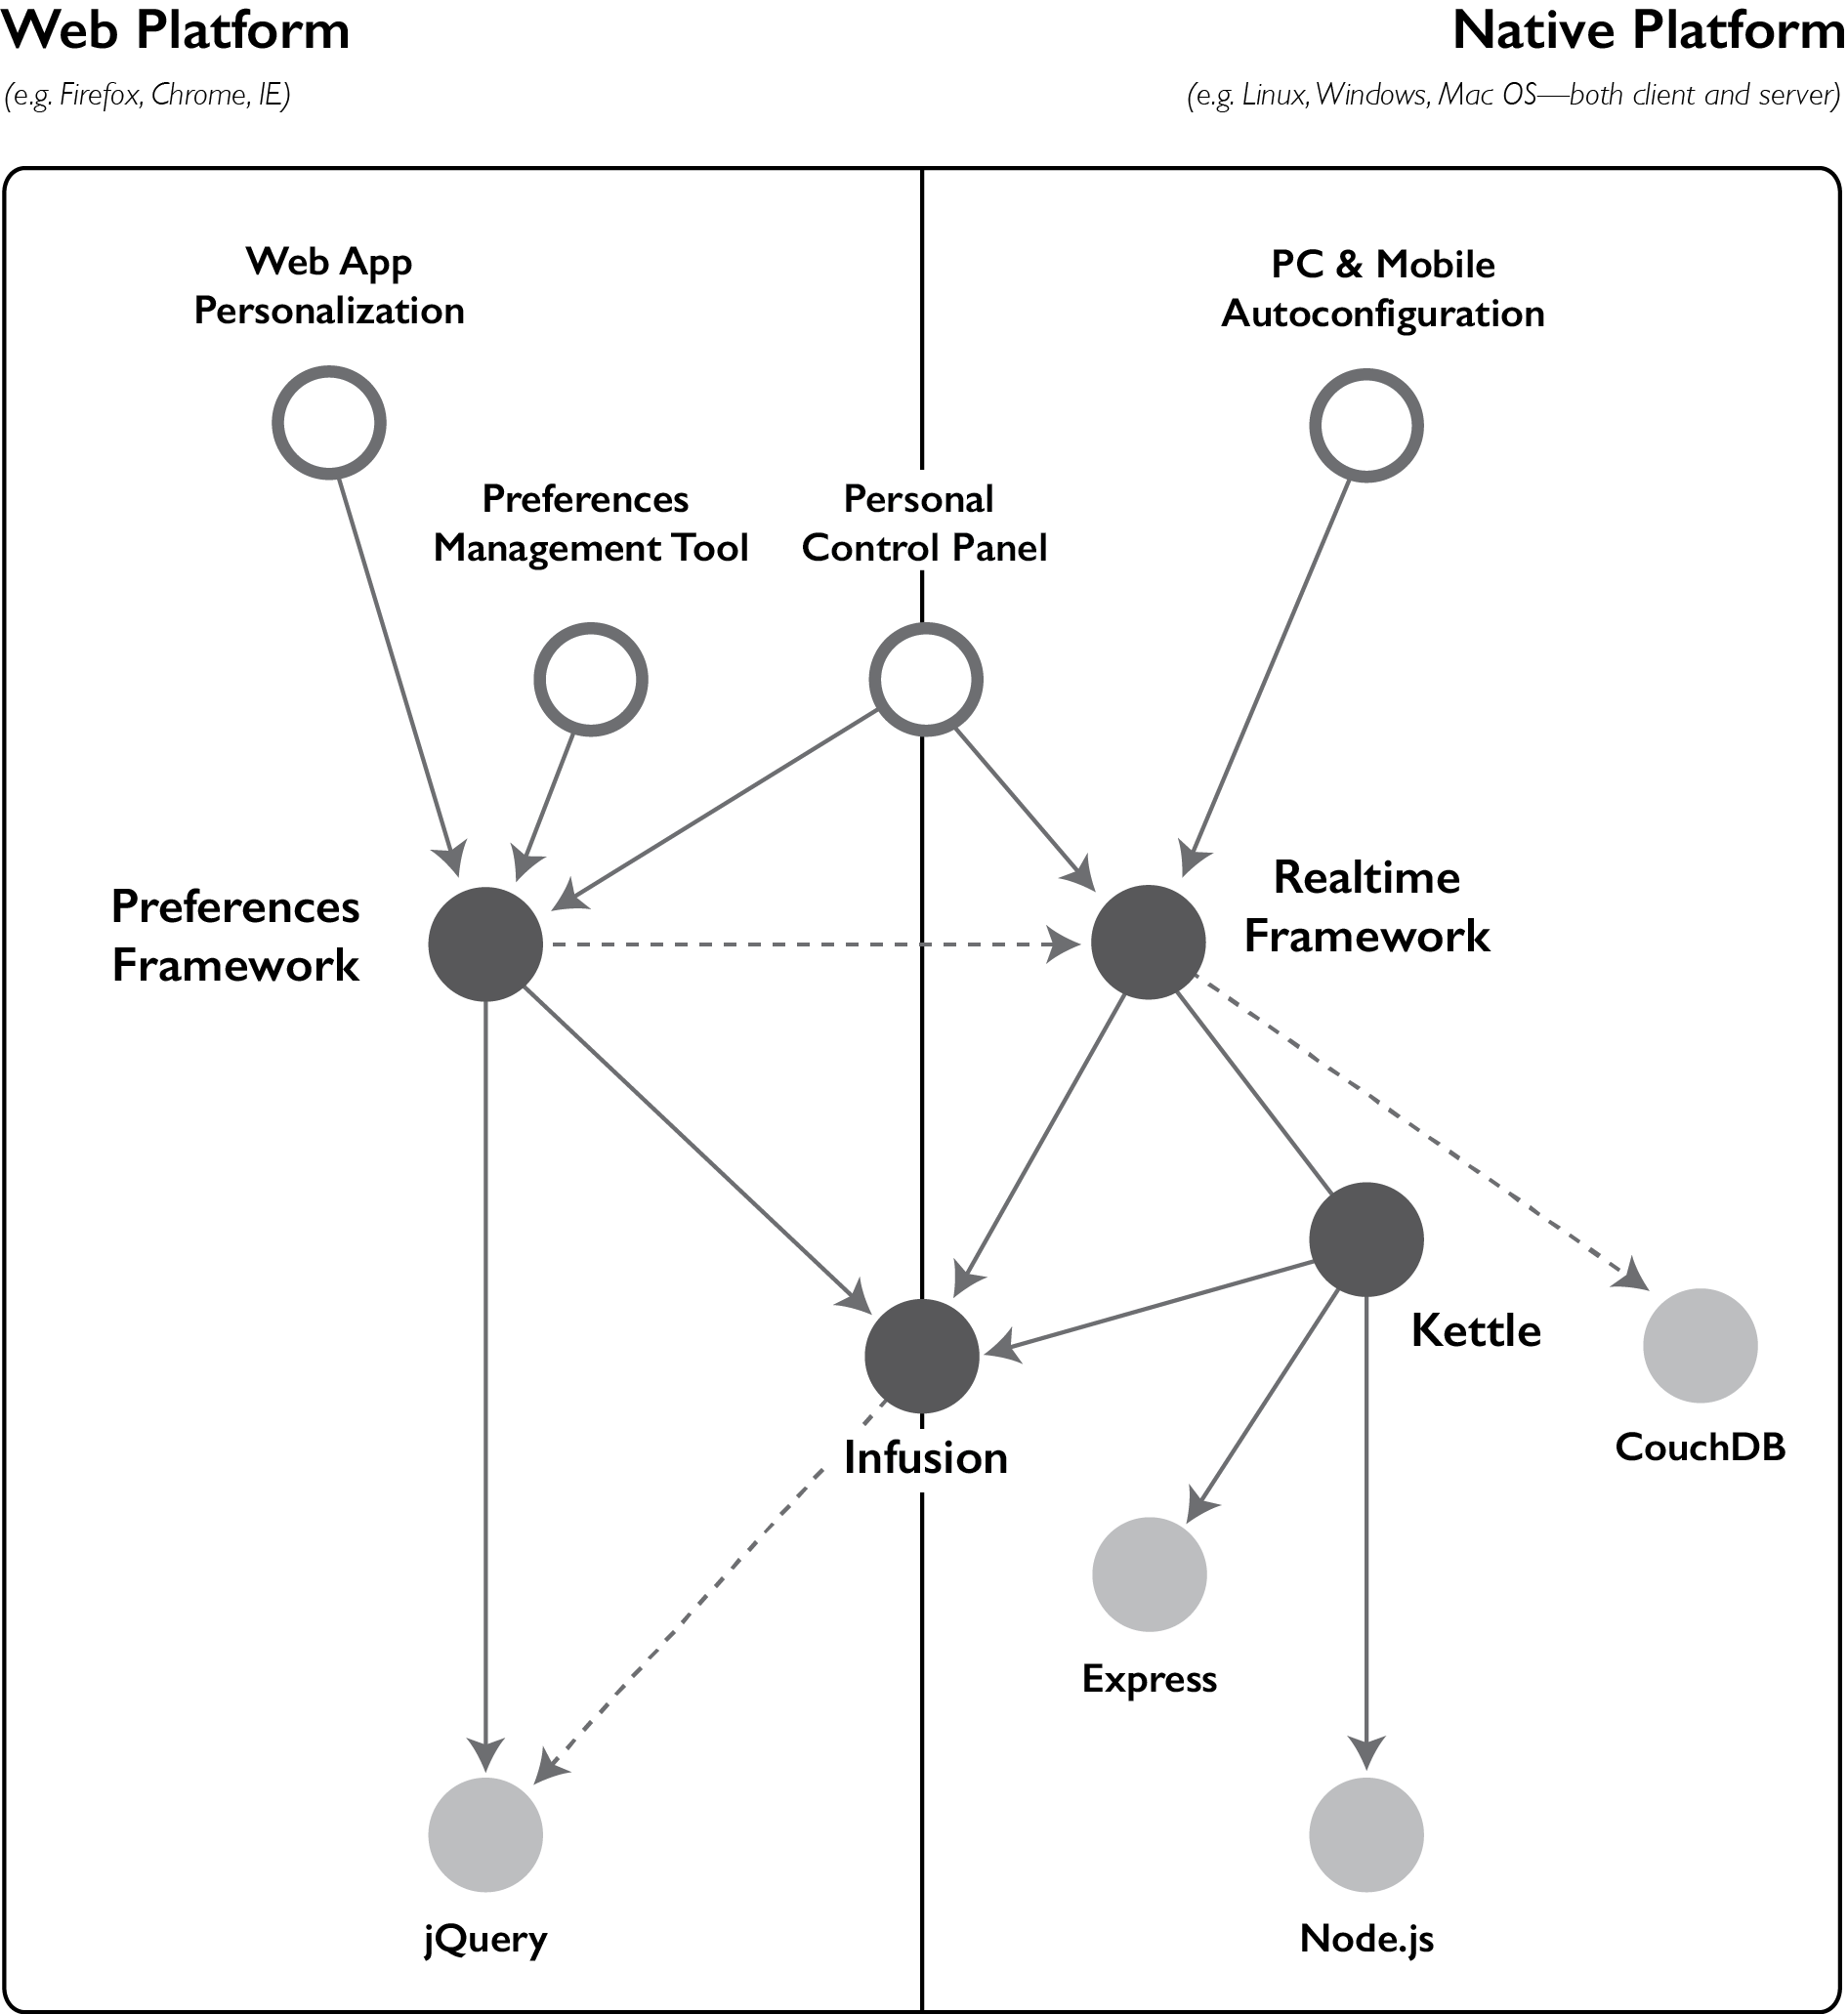 Web Platform
(e.g. Firefox, Chrome, IE)
Native Platform
(e.g. Linux, Windows, Mac OS—both client and server)
Web App
Personalization
PC & Mobile
Autoconfiguration
Preferences
Management Tool
Personal
Control Panel
Preferences
Framework
Realtime
Framework
Kettle
CouchDB
Infusion
Express
jQuery
Node.js